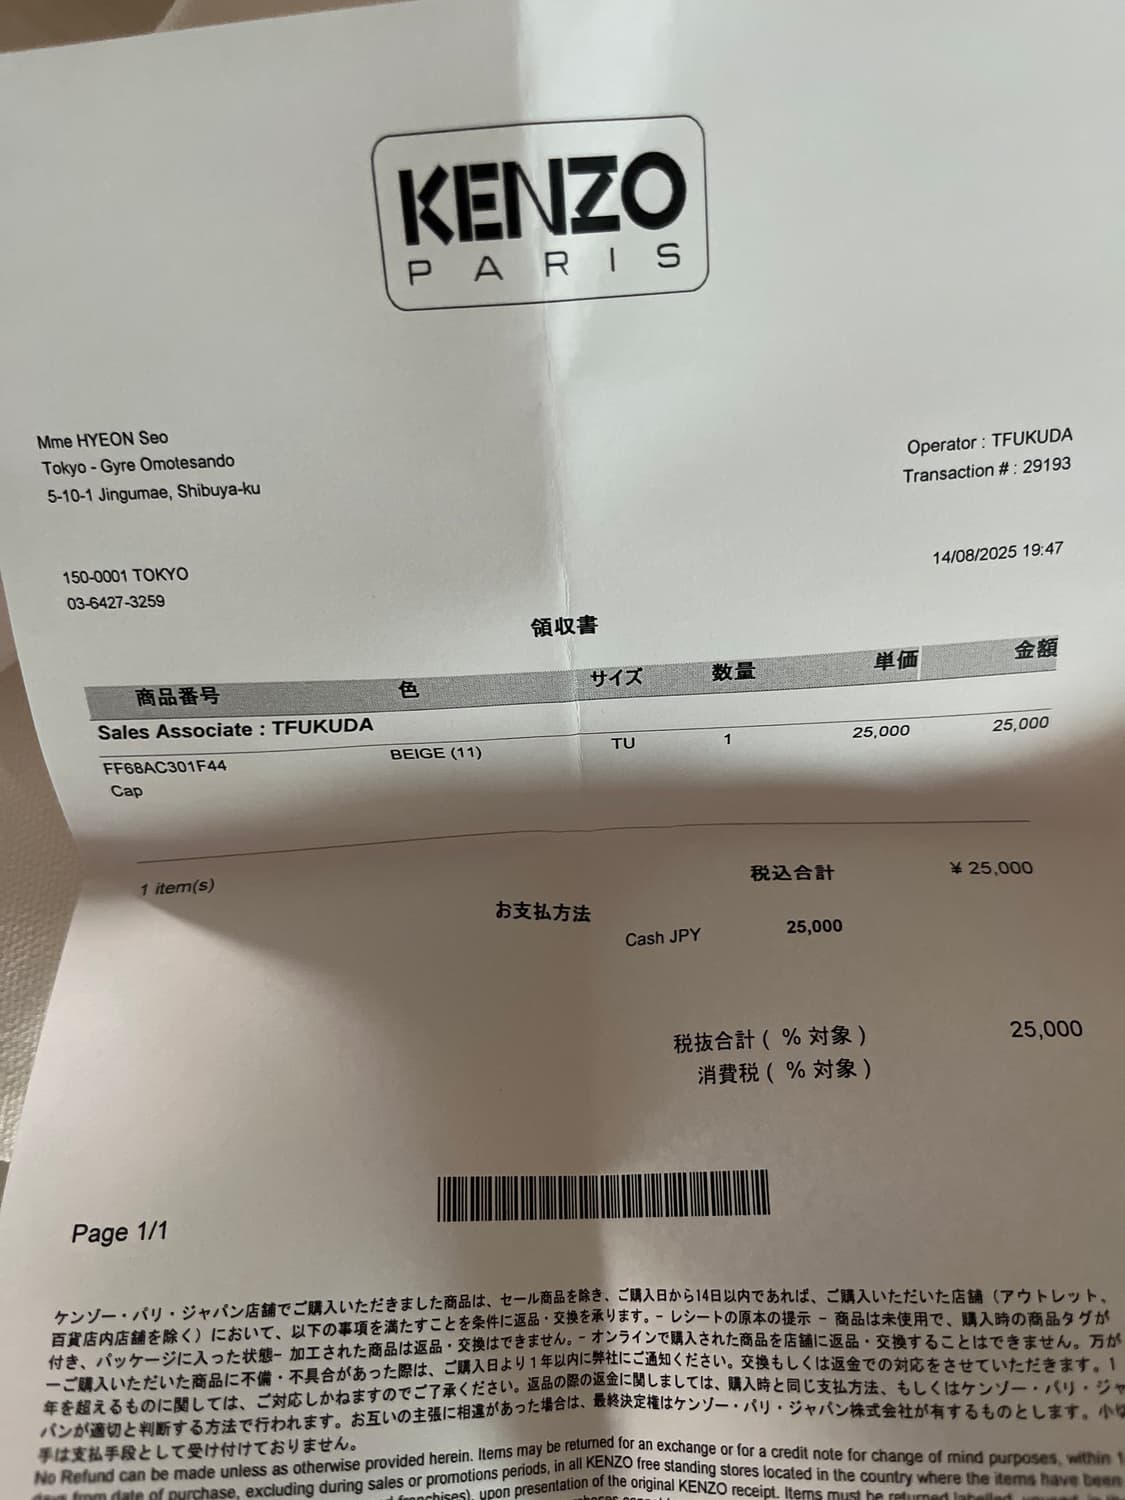 KENZO
PARIS
Mme HYEON Seo
Tokyo - Gyre Omotesando
5-10-1 Jingumae, Shibuya-ku
Operator : TFUKUDA
Transaction # : 29193
150-0001 TOKYO
03-6427-3259
14/08/2025 19:47
領収書
商品番号 色 サイズ 数量 単価 金額
Sales Associate : TFUKUDA
FF68AC301F44 BEIGE (11) TU 1 25,000 25,000
Cap
1 item(s) 税込合計 ¥ 25,000
お支払方法
Cash JPY 25,000
税抜合計 ( % 対象 ) 25,000
消費税 ( % 対象 )
Page 1/1
ケンゾー・パリ・ジャパン店舗でご購入いただきました商品は、セール商品を除き、ご購入日から14日以内であれば、ご購入いただいた店舗（アウトレット、
百貨店内店舗を除く）において、以下の事項を満たすことを条件に返品・交換を承ります。- レシートの原本の提示 - 商品は未使用で、購入時の商品タグが
付き、パッケージに入った状態- 加工された商品は返品・交換はできません。- オンラインで購入された商品を店舗に返品・交換することはできません。万が
一ご購入いただいた商品に不備・不具合があった際は、ご購入日より１年以内に弊社にご通知ください。交換もしくは返金での対応をさせていただきます。1
年を超えるものに関しては、ご対応しかねますのでご了承ください。返品の際の返金に関しましては、購入時と同じ支払方法、もしくはケンゾー・パリ・ジャ
パンが適切と判断する方法で行われます。お互いの主張に相違があった場合は、最終決定権はケンゾー・パリ・ジャパン株式会社が有するものとします。小
手は支払手段として受け付けておりません。
No Refund can be made unless as otherwise provided herein. Items may be returned for an exchange or for a credit note for change of mind purposes, within
days from date of purchase, excluding during sales or promotions periods, in all KENZO free standing stores located in the country where the items have been
upon presentation of the original KENZO receipt. Items must be returned